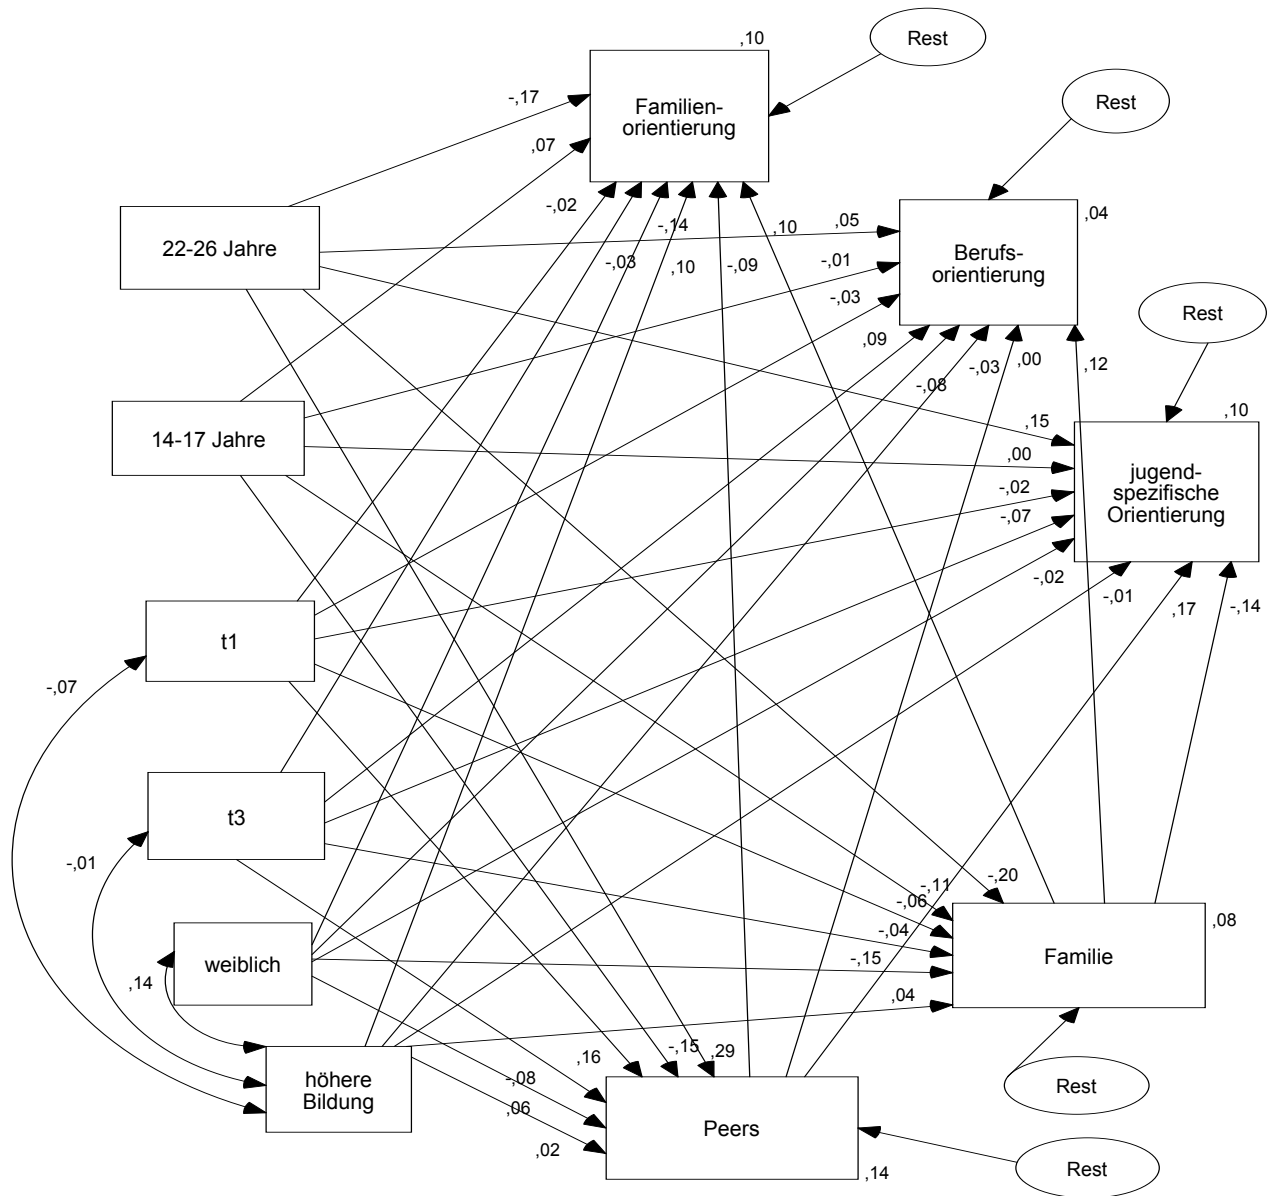 ,10
Rest
-,17
Familien-
orientierung
Rest
,07
-,02
-,14
,10
,05
,04
22-26 Jahre
Berufs-
orientierung
-,03
,10
-,09
-,01
-,03
Rest
,09
-,08
-,03
,00
,12
,10
,15
14-17 Jahre
,00
jugend-
spezifische
Orientierung
-,02
-,07
-,02
-,01
,17
-,14
t1
-,07
t3
-,01
-,11
-,20
-,06
,08
-,04
Familie
weiblich
-,15
,14
,04
höhere
Bildung
,16
-,15
,29
-,08
,06
,02
Rest
Peers
Rest
,14